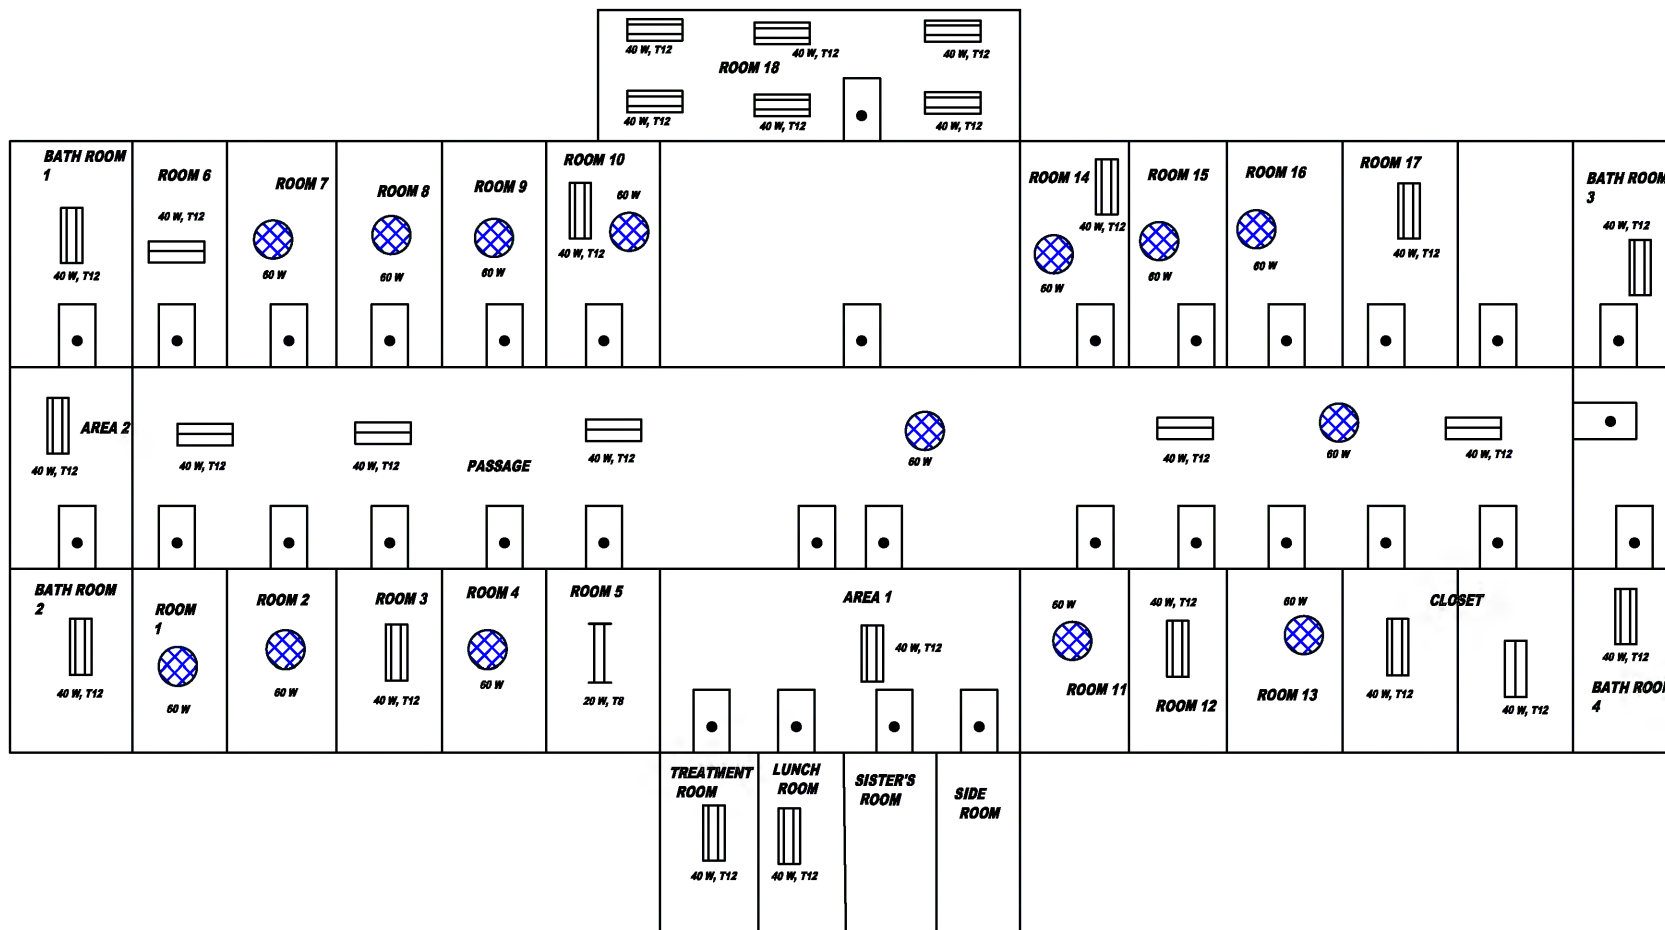 40 W, T12
40 W, T12
40 W, T12
ROOM 18
40 W, T12
40 W, T12
40 W, T12
BATH ROOM
1
40 W, T12
ROOM 6
40 W, T12
ROOM 7
60 W
ROOM 8
60 W
ROOM 9
60 W
ROOM 10
60 W
40 W, T12
ROOM 14
40 W, T12
60 W
ROOM 15
60 W
ROOM 16
60 W
ROOM 17
40 W, T12
BATH ROOM
3
40 W, T12
AREA 2
40 W, T12
40 W, T12
40 W, T12
PASSAGE
40 W, T12
60 W
40 W, T12
60 W
40 W, T12
BATH ROOM
2
40 W, T12
ROOM
1
60 W
ROOM 2
60 W
ROOM 3
40 W, T12
ROOM 4
60 W
ROOM 5
20 W, T8
AREA 1
40 W, T12
60 W
ROOM 11
40 W, T12
ROOM 12
60 W
ROOM 13
CLOSET
40 W, T12
40 W, T12
40 W, T12
BATH ROOM
4
TREATMENT
ROOM
40 W, T12
LUNCH
ROOM
40 W, T12
SISTER'S
ROOM
SIDE
ROOM